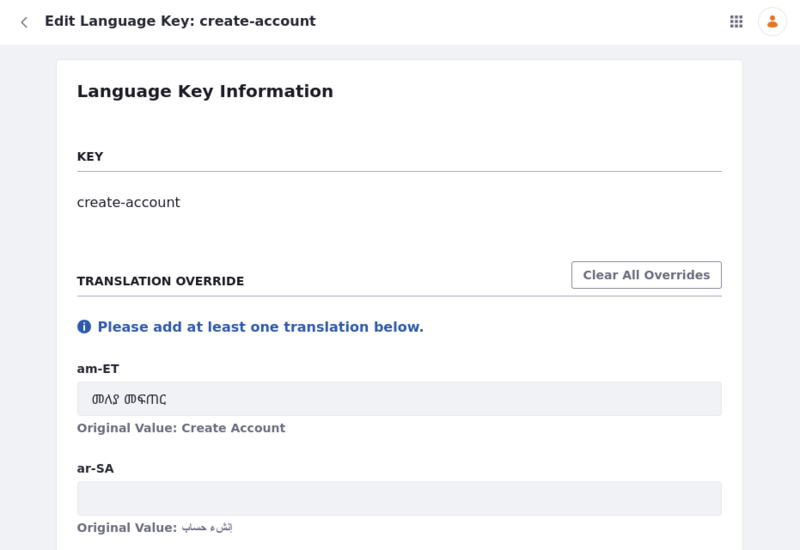 Edit Language Key: create-account
Language Key Information
KEY
create-account
TRANSLATION OVERRIDE
Clear All Overrides
Please add at least one translation below.
am-ET
መለያ መፍጠር
Original Value: Create Account
ar-SA
Original Value: إنشء حساب